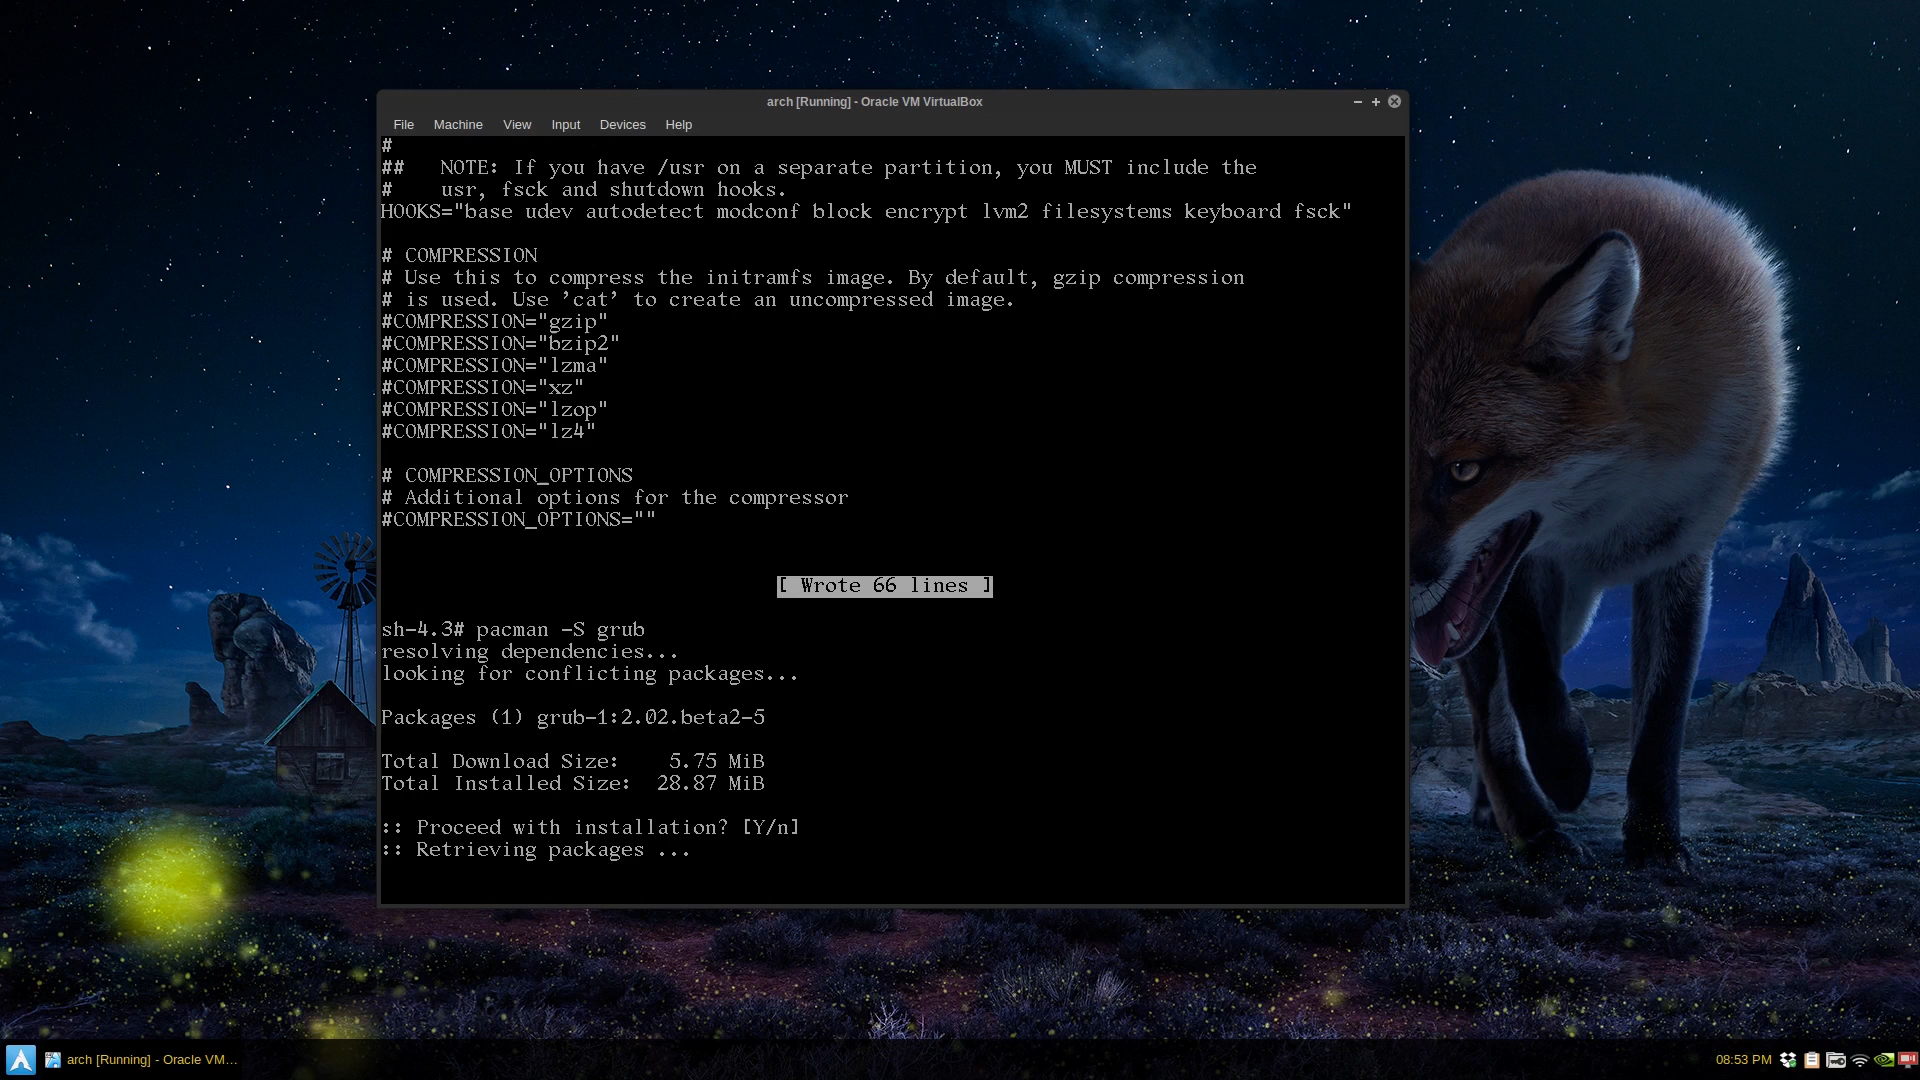 arch [Running] - Oracle VM VirtualBox
File Machine View Input Devices Help
#
## NOTE: If you have /usr on a separate partition, you MUST include the
# usr, fsck and shutdown hooks.
HOOKS="base udev autodetect modconf block encrypt lvm2 filesystems keyboard fsck"
# COMPRESSION
# Use this to compress the initramfs image. By default, gzip compression
# is used. Use 'cat' to create an uncompressed image.
#COMPRESSION="gzip"
#COMPRESSION="bzip2"
#COMPRESSION="lzma"
#COMPRESSION="xz"
#COMPRESSION="lzop"
#COMPRESSION="lz4"
# COMPRESSION_OPTIONS
# Additional options for the compressor
#COMPRESSION_OPTIONS=""
[ Wrote 66 lines ]
sh-4.3# pacman -S grub
resolving dependencies...
looking for conflicting packages...
Packages (1) grub-1:2.02.beta2-5
Total Download Size: 5.75 MiB
Total Installed Size: 28.87 MiB
:: Proceed with installation? [Y/n]
:: Retrieving packages ...
arch [Running] - Oracle VM...
08:53 PM